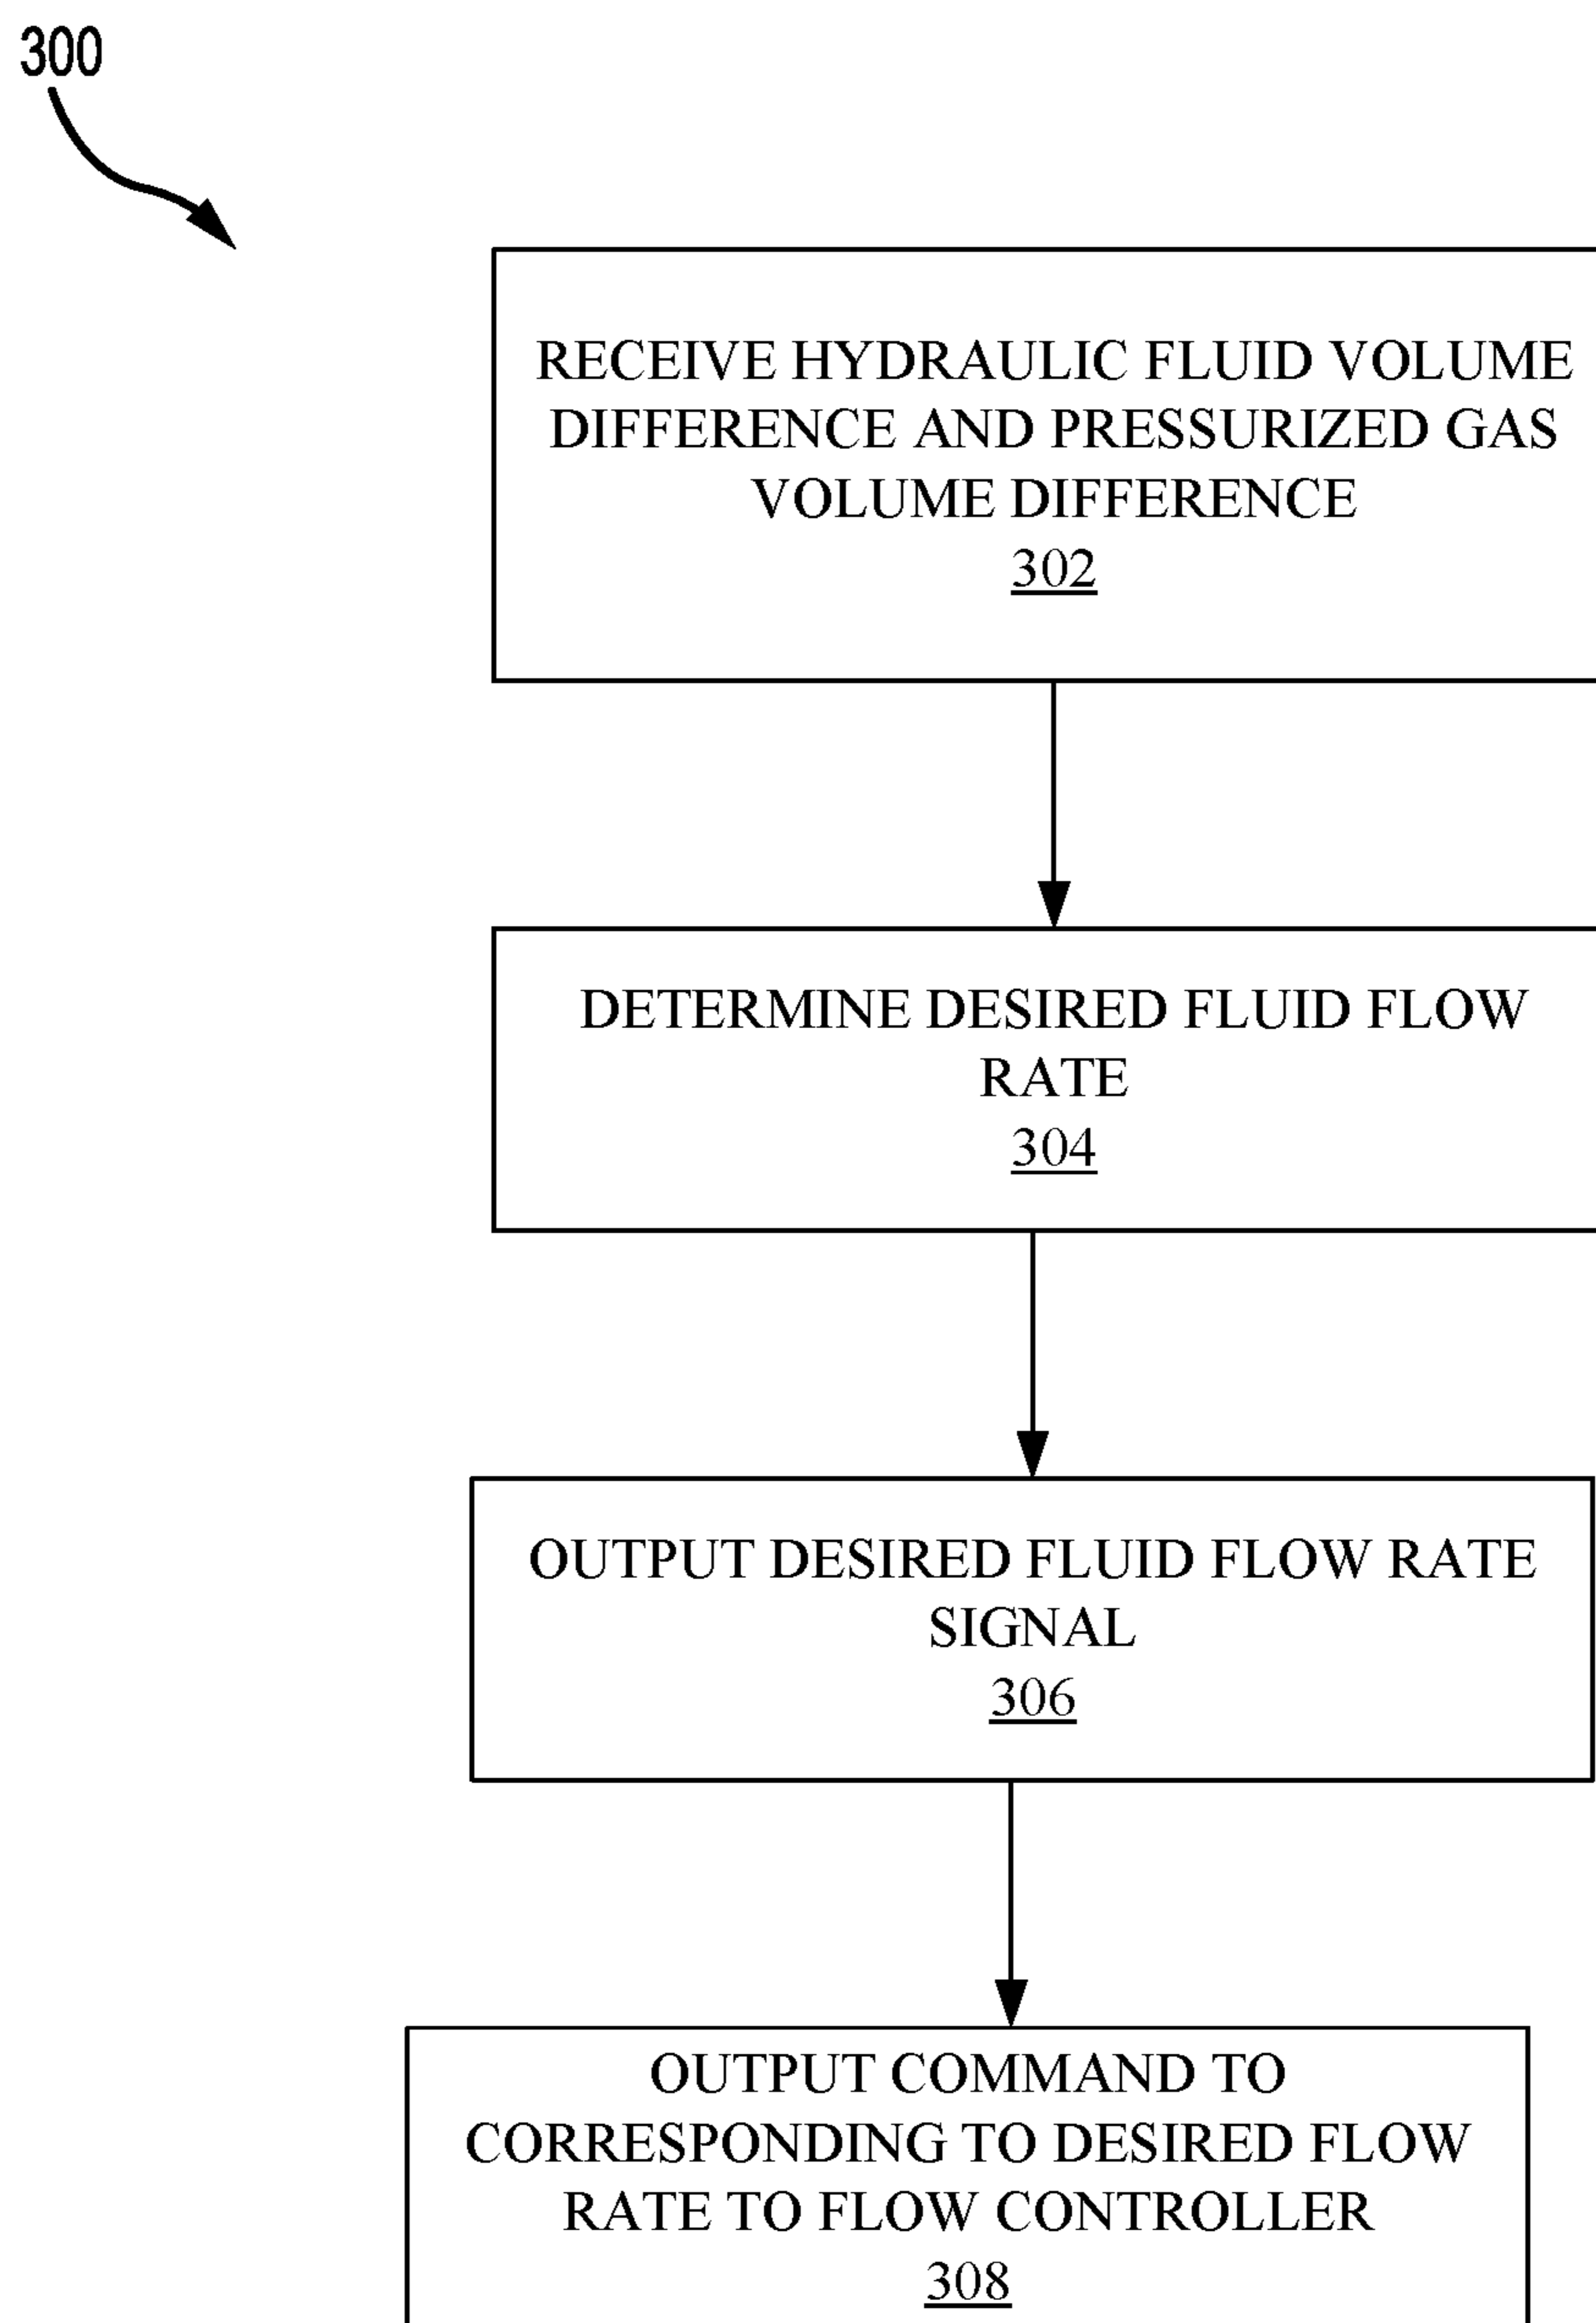 300
RECEIVE HYDRAULIC FLUID VOLUME
DIFFERENCE AND PRESSURIZED GAS
VOLUME DIFFERENCE
302
DETERMINE DESIRED FLUID FLOW
RATE
304
OUTPUT DESIRED FLUID FLOW RATE
SIGNAL
306
OUTPUT COMMAND TO
CORRESPONDING TO DESIRED FLOW
RATE TO FLOW CONTROLLER
308